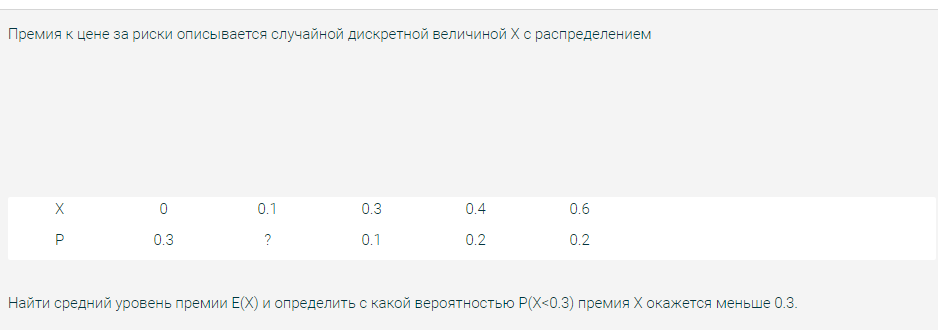 Премия к цене за риски описывается случайной дискретной величиной X с распределением
X 0 0.1 0.3 0.4 0.6
P 0.3 ? 0.1 0.2 0.2
Найти средний уровень премии E(X) и определить с какой вероятностью P(X<0.3) премия X окажется меньше 0.3.